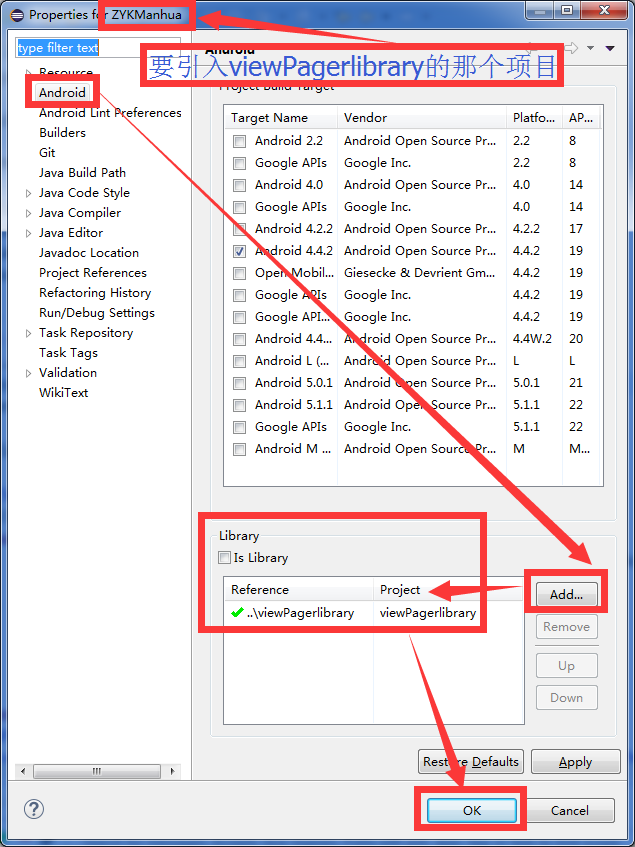 Properties for ZYKManhua
type filter text
Android
要引入viewPagerlibrary的那个项目
Resource
Android
Android Lint Preferences
Builders
Git
Java Build Path
Java Code Style
Java Compiler
Java Editor
Javadoc Location
Project References
Refactoring History
Run/Debug Settings
Task Repository
Task Tags
Validation
WikiText
Project Build Target
Target Name Vendor Platfo... AP...
Android 2.2 Android Open Source Pr... 2.2 8
Google APIs Google Inc. 2.2 8
Android 4.0 Android Open Source Pr... 4.0 14
Google APIs Google Inc. 4.0 14
Android 4.2.2 Android Open Source Pr... 4.2.2 17
Android 4.4.2 Android Open Source Pr... 4.4.2 19
Open Mobil... Giesecke & Devrient Gm... 4.4.2 19
Google APIs Google Inc. 4.4.2 19
Google API... Google Inc. 4.4.2 19
Android 4.4... Android Open Source Pr... 4.4W.2 20
Android L (... Android Open Source Pr... L L
Android 5.0.1 Android Open Source Pr... 5.0.1 21
Android 5.1.1 Android Open Source Pr... 5.1.1 22
Google APIs Google Inc. 5.1.1 22
Android M ... Android Open Source Pr... M M...
Library
Is Library
Reference Project
..\viewPagerlibrary viewPagerlibrary
Add...
Remove
Up
Down
Restore Defaults Apply
OK Cancel